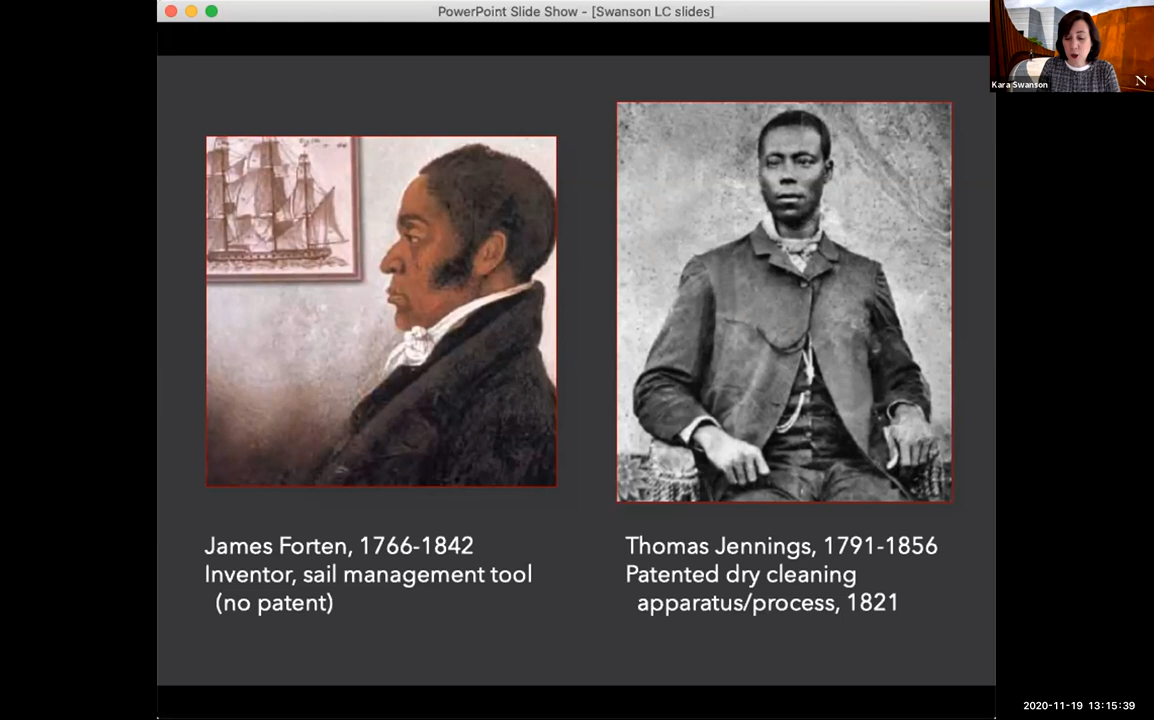 PowerPoint Slide Show - [Swanson LC slides]
Kara Swanson
N
James Forten, 1766-1842
Inventor, sail management tool
(no patent)
Thomas Jennings, 1791-1856
Patented dry cleaning
apparatus/process, 1821
2020-11-19 13:15:39